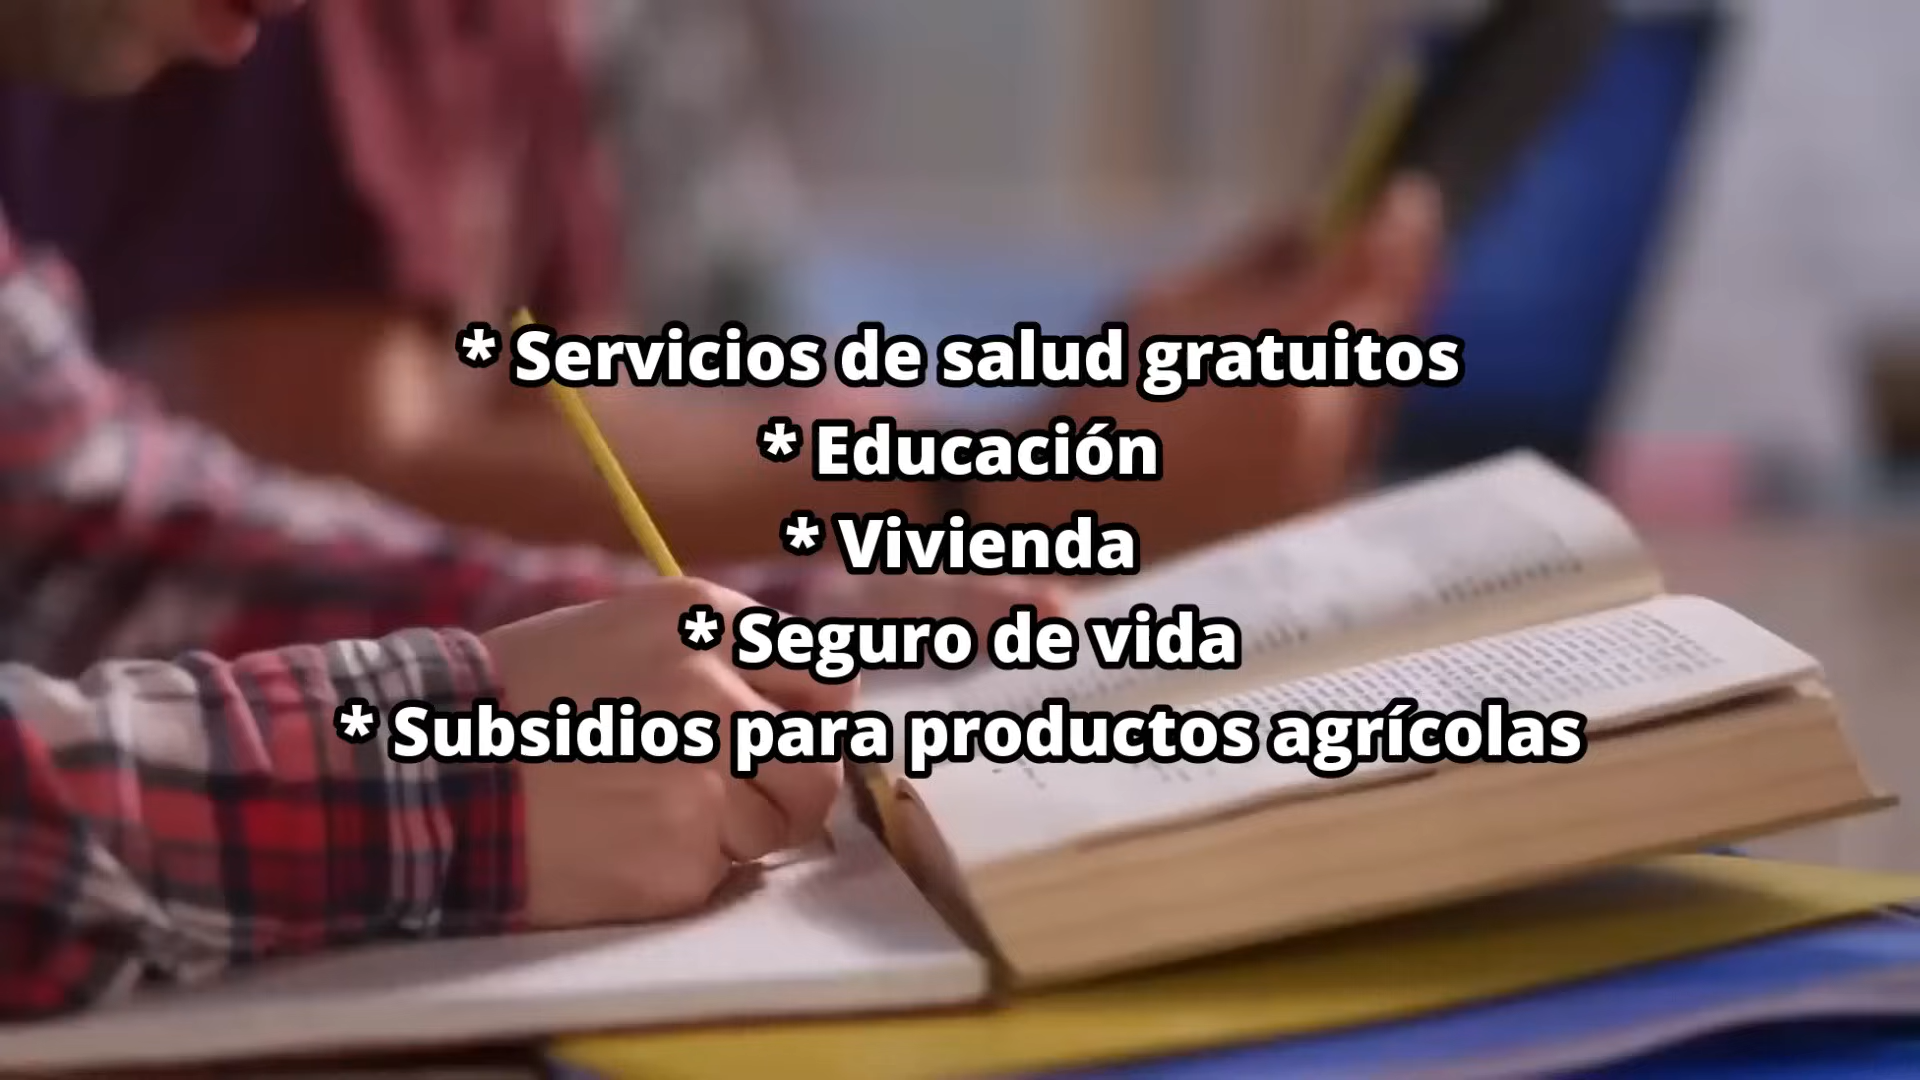 * Servicios de salud gratuitos
* Educación
* Vivienda
* Seguro de vida
* Subsidios para productos agrícolas